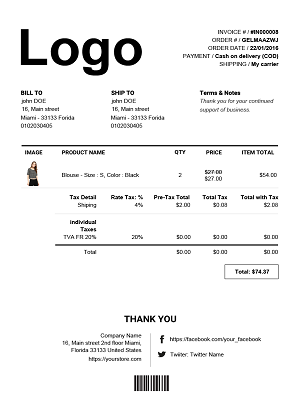 Logo
INVOICE # / #IN000008
ORDER # / GELMAAZWJ
ORDER DATE / 22/01/2016
PAYMENT / Cash on delivery (COD)
SHIPPING / My carrier
BILL TO
john DOE
16, Main street
Miami - 33133 Forida
0102030405
SHIP TO
john DOE
16, Main street
Miami - 33133 Forida
0102030405
Terms & Notes
Thank you for your continued
support of business.
IMAGE PRODUCT NAME QTY PRICE ITEM TOTAL
Blouse - Size : S, Color : Black 2 $27.00 $27.00 $54.00
Tax Detail Rate Tax: % Pre-Tax Total Total Tax Total with Tax
Shiping 4% $2.00 $0.08 $2.08
Individual
Taxes
TVA FR 20% 20% $0.00 $0.00 $0.00
Total $0.00 $0.00 $0.00
Total: $74.37
THANK YOU
Company Name
16, Main street 2nd floor Miami,
Florida 33133 United States
https://yourstore.com
https://facebook.com/your_facebook
Twiiter: Twitter Name